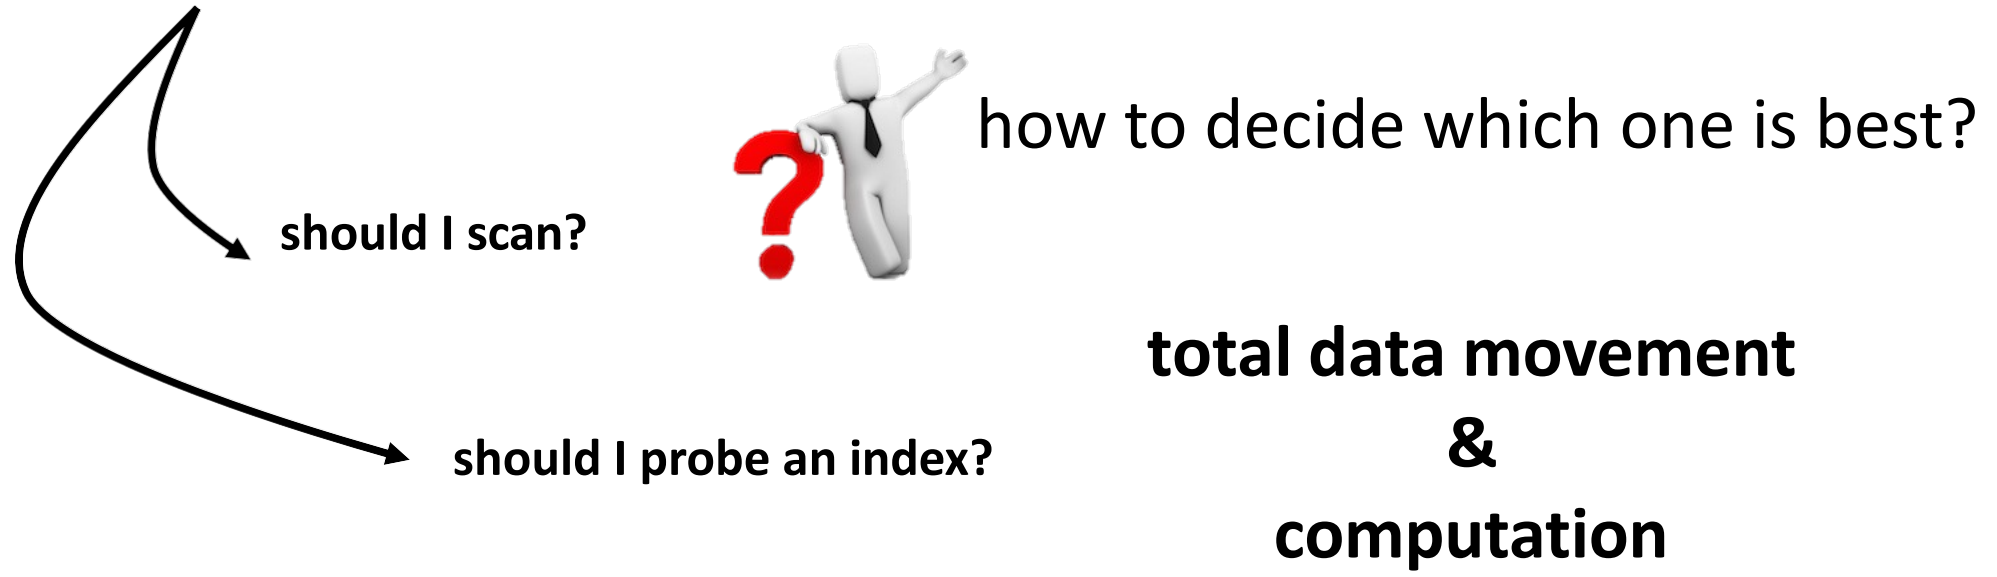 how to decide which one is best?
should I scan?
total data movement
&
should I probe an index?
computation